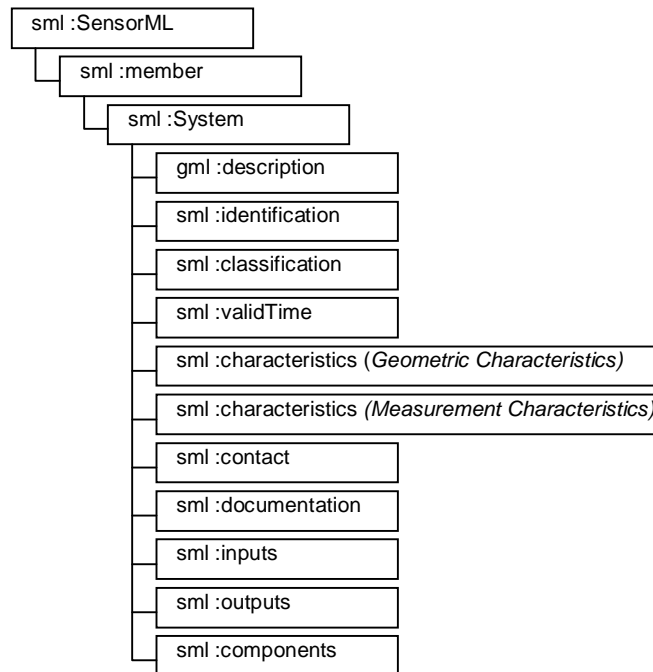 sml :SensorML
sml :member
sml :System
gml :description
sml :identification
sml :classification
sml :validTime
sml :characteristics (Geometric Characteristics)
sml :characteristics (Measurement Characteristics)
sml :contact
sml :documentation
sml :inputs
sml :outputs
sml :components